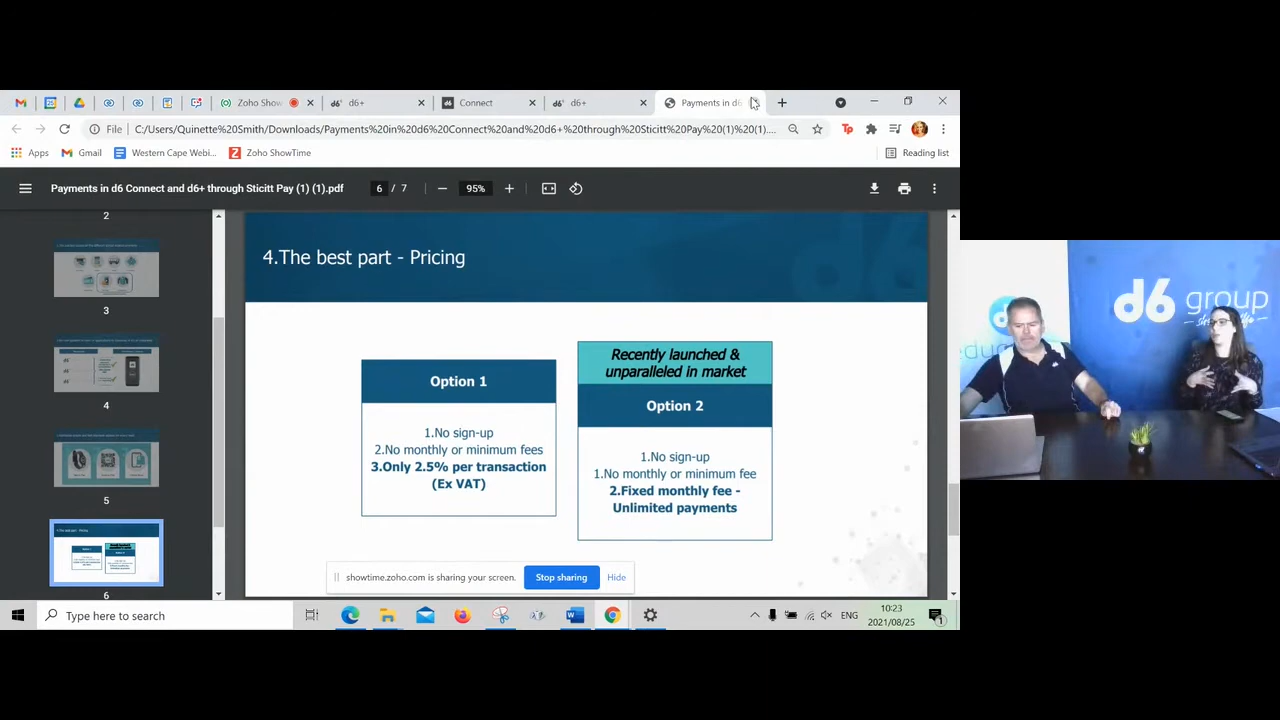 Zoho Show
d6+
Connect
d6+
Payments in d6
File
C:/Users/Quinette%20Smith/Downloads/Payments%20in%20d6%20Connect%20and%20d6+%20through%20Sticitt%20Pay%20(1)%20(1)....
Apps
Gmail
Western Cape Webi...
Zoho ShowTime
Reading list
Payments in d6 Connect and d6+ through Sticitt Pay (1) (1).pdf
6 / 7
95%
2
3
4
5
6
4.The best part - Pricing
Option 1
1.No sign-up
2.No monthly or minimum fees
3.Only 2.5% per transaction
(Ex VAT)
Recently launched &
unparalleled in market
Option 2
1.No sign-up
1.No monthly or minimum fee
2.Fixed monthly fee -
Unlimited payments
showtime.zoho.com is sharing your screen.
Stop sharing
Hide
Type here to search
ENG
10:23
2021/08/25
d6 group